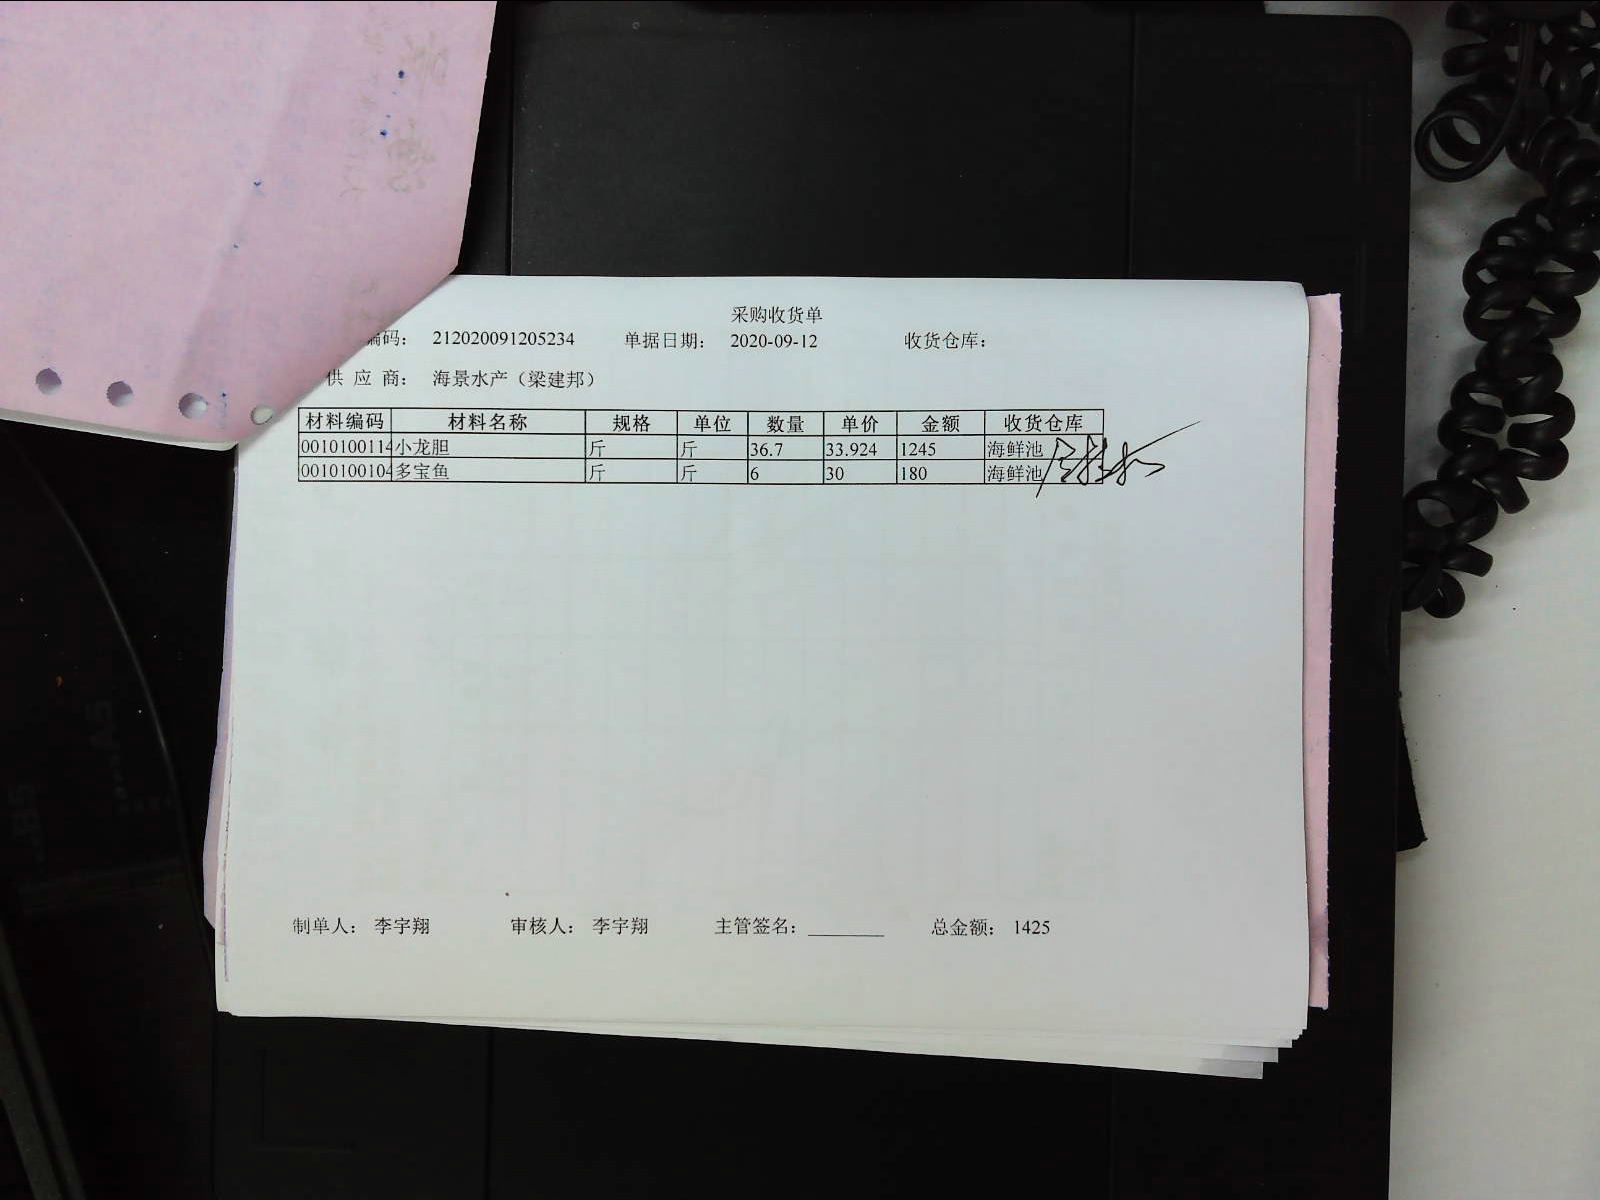 采购收货单
编码： 212020091205234 单据日期： 2020-09-12 收货仓库：
供 应 商： 海景水产（梁建邦）
材料编码 材料名称 规格 单位 数量 单价 金额 收货仓库
0010100114 小龙胆 斤 斤 36.7 33.924 1245 海鲜池
0010100104 多宝鱼 斤 斤 6 30 180 海鲜池
制单人： 李宇翔 审核人： 李宇翔 主管签名：________ 总金额： 1425